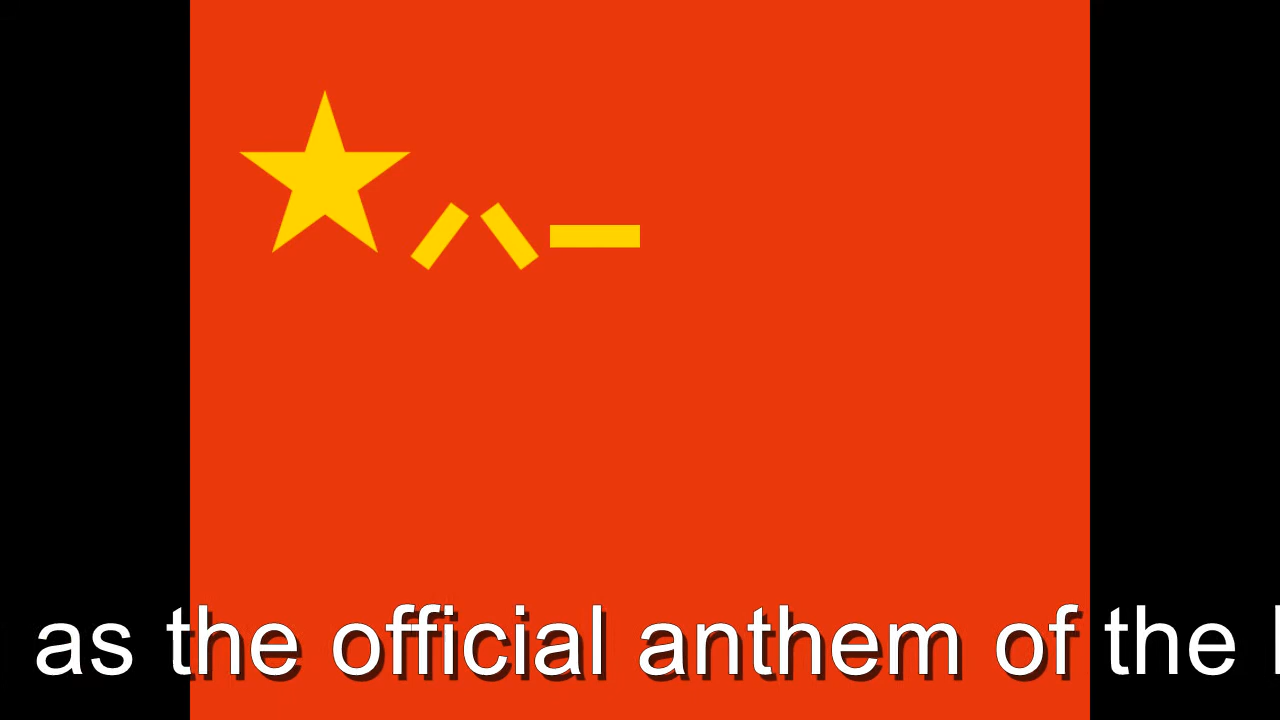 八一
as the official anthem of the